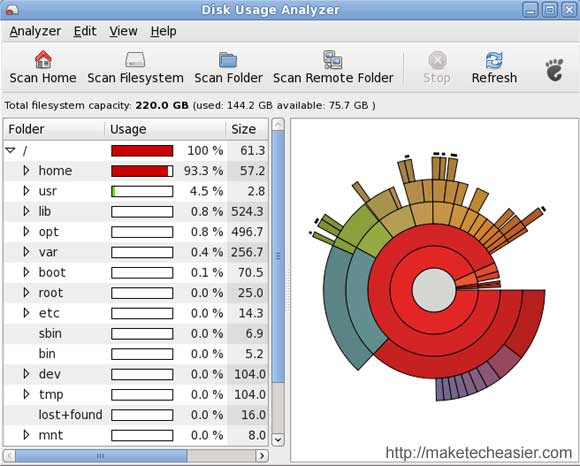 Disk Usage Analyzer
Analyzer Edit View Help
Scan Home Scan Filesystem Scan Folder Scan Remote Folder Stop Refresh
Total filesystem capacity: 220.0 GB (used: 144.2 GB available: 75.7 GB )
Folder Usage Size
/ 100 % 61.3
home 93.3 % 57.2
usr 4.5 % 2.8
lib 0.8 % 524.3
opt 0.8 % 496.7
var 0.4 % 256.7
boot 0.1 % 70.5
root 0.0 % 25.0
etc 0.0 % 14.3
sbin 0.0 % 6.9
bin 0.0 % 5.2
dev 0.0 % 104.0
tmp 0.0 % 104.0
lost+found 0.0 % 16.0
mnt 0.0 % 8.0
http://maketecheasier.com